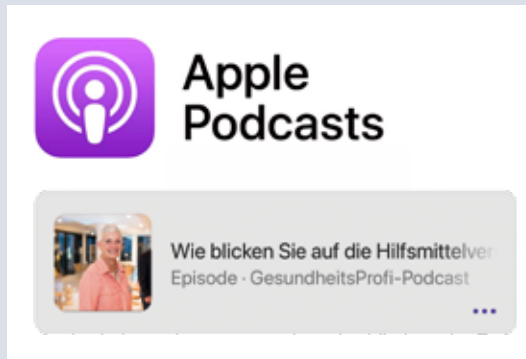 Apple
Podcasts
Wie blicken Sie auf die Hilfsmittelver
Episode · GesundheitsProfi-Podcast